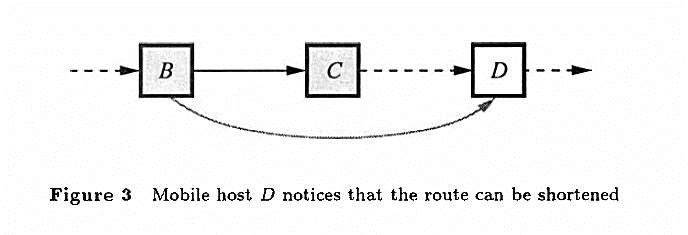 B C D
Figure 3 Mobile host D notices that the route can be shortened